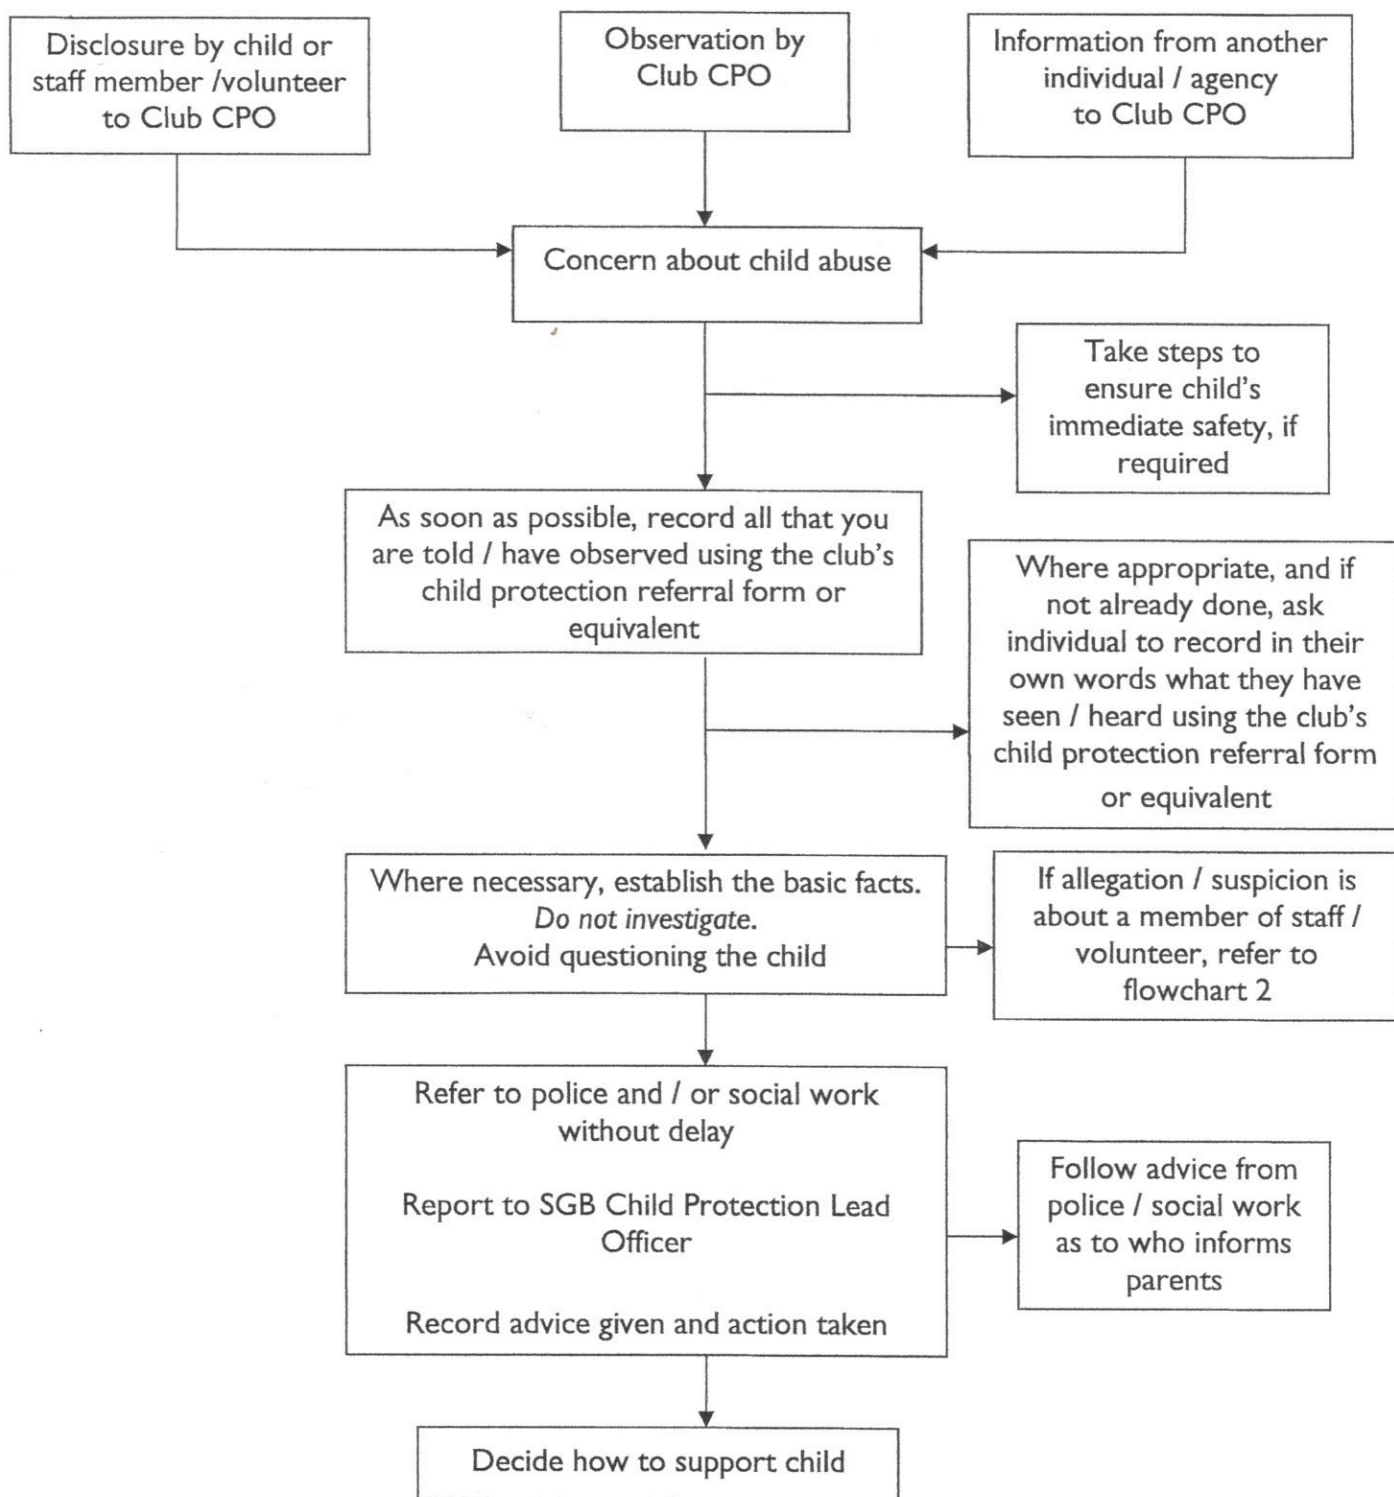 Disclosure by child or
staff member /volunteer
to Club CPO
Observation by
Club CPO
Information from another
individual / agency
to Club CPO
Concern about child abuse
Take steps to
ensure child's
immediate safety, if
required
As soon as possible, record all that you
are told / have observed using the club's
child protection referral form or
equivalent
Where appropriate, and if
not already done, ask
individual to record in their
own words what they have
seen / heard using the club's
child protection referral form
or equivalent
Where necessary, establish the basic facts.
Do not investigate.
Avoid questioning the child
If allegation / suspicion is
about a member of staff /
volunteer, refer to
flowchart 2
Refer to police and / or social work
without delay
Report to SGB Child Protection Lead
Officer
Record advice given and action taken
Follow advice from
police / social work
as to who informs
parents
Decide how to support child